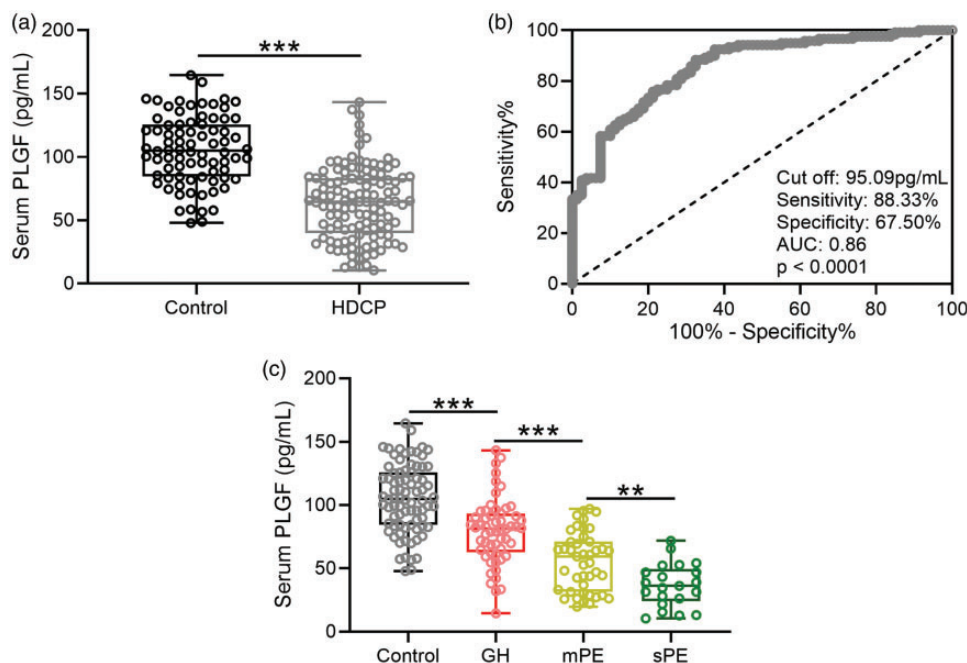 (a)
200
150
100
50
0
Serum PLGF (pg/mL)
***
Control
HDCP
(b)
100
80
60
40
20
0
Sensitivity%
Cut off: 95.09pg/mL
Sensitivity: 88.33%
Specificity: 67.50%
AUC: 0.86
p < 0.0001
0
20
40
60
80
100
100% - Specificity%
(c)
200
150
100
50
0
Serum PLGF (pg/mL)
***
***
**
Control
GH
mPE
sPE